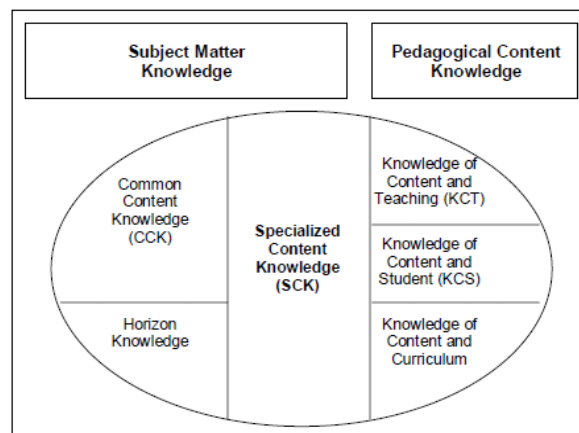 Subject Matter
Knowledge
Pedagogical Content
Knowledge
Common
Content
Knowledge
(CCK)
Horizon
Knowledge
Specialized
Content
Knowledge
(SCK)
Knowledge of
Content and
Teaching (KCT)
Knowledge of
Content and
Student (KCS)
Knowledge of
Content and
Curriculum